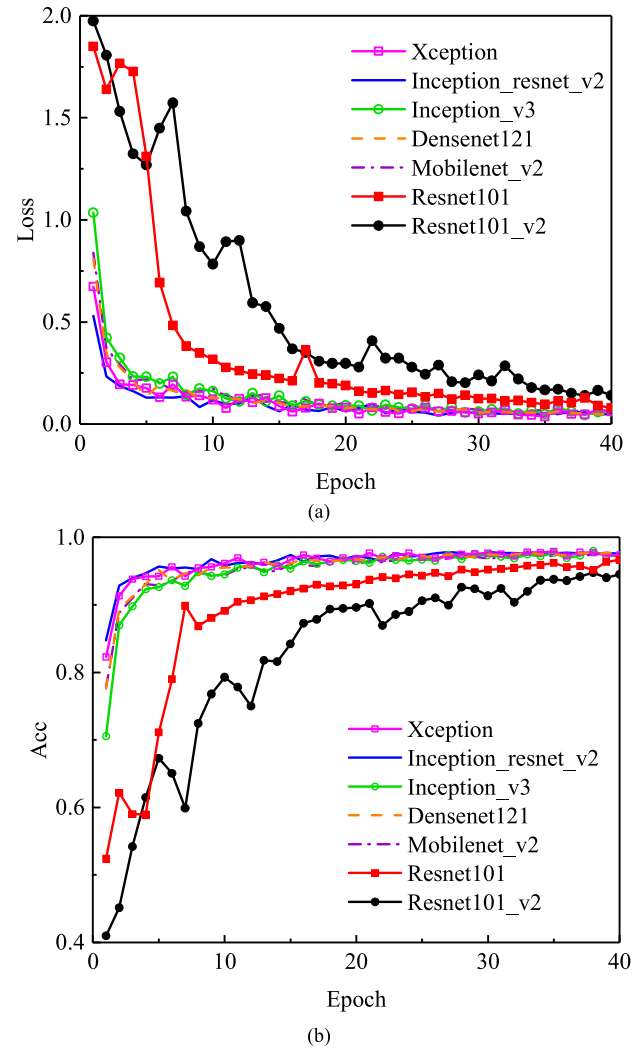 2.0
1.5
1.0
0.5
0.0
Loss
Xception
Inception_resnet_v2
Inception_v3
Densenet121
Mobilenet_v2
Resnet101
Resnet101_v2
0 10 20 30 40
Epoch
(a)
1.0
0.8
0.6
0.4
Acc
Xception
Inception_resnet_v2
Inception_v3
Densenet121
Mobilenet_v2
Resnet101
Resnet101_v2
0 10 20 30 40
Epoch
(b)